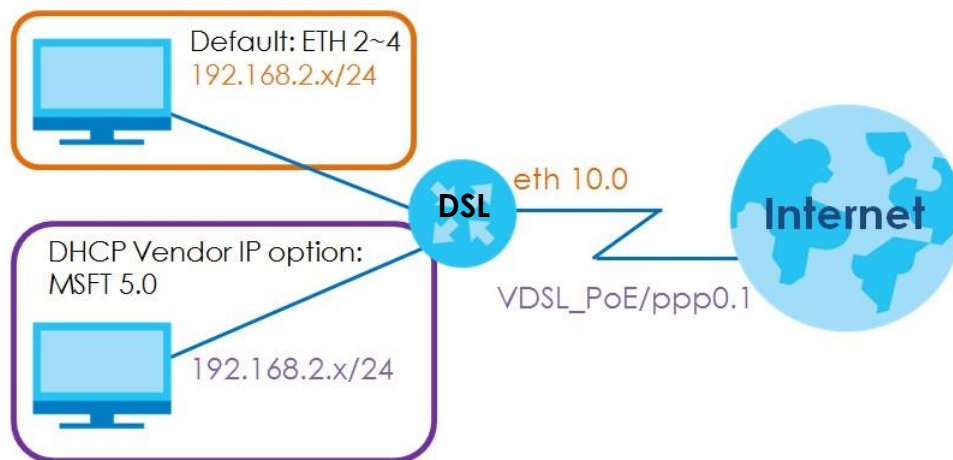 Default: ETH 2~4
192.168.2.x/24
DHCP Vendor IP option:
MSFT 5.0
192.168.2.x/24
DSL
eth 10.0
VDSL_PoE/ppp0.1
Internet